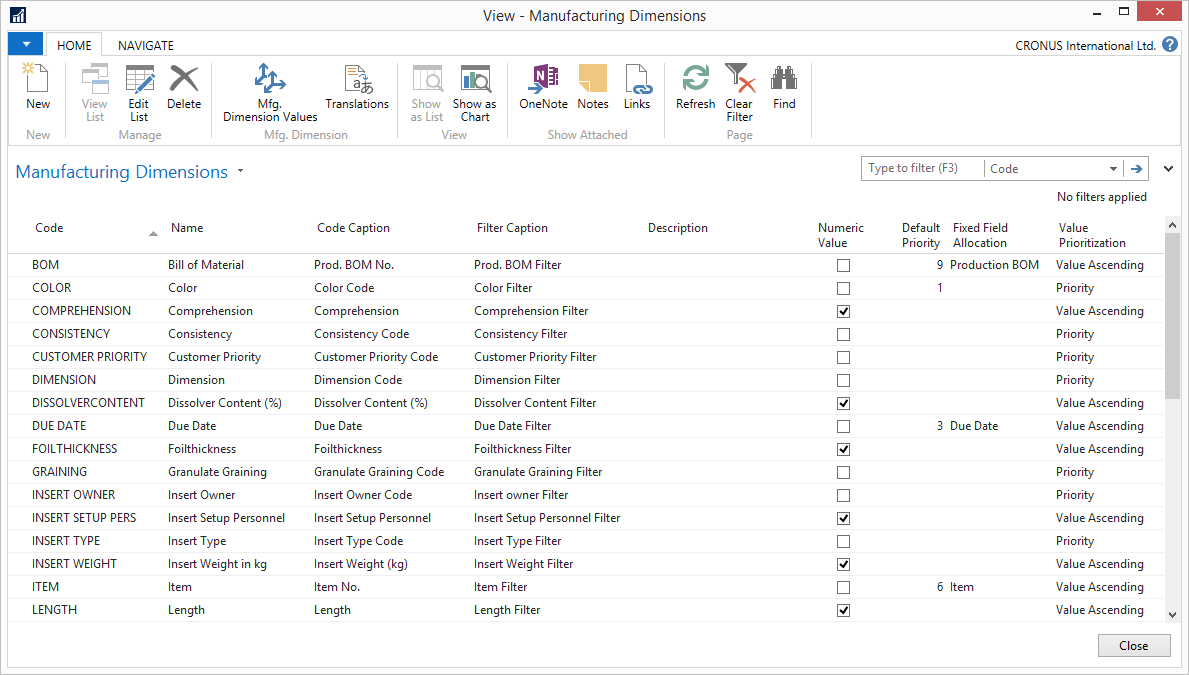 View - Manufacturing Dimensions
HOME NAVIGATE CRONUS International Ltd. ?
New View List Edit List Delete Mfg. Dimension Values Translations Show as List Show as Chart OneNote Notes Links Refresh Clear Filter Find
New Manage Mfg. Dimension View Show Attached Page
Manufacturing Dimensions Type to filter (F3) Code
No filters applied
Code Name Code Caption Filter Caption Description Numeric Value Default Priority Fixed Field Allocation Value Prioritization
BOM Bill of Material Prod. BOM No. Prod. BOM Filter 9 Production BOM Value Ascending
COLOR Color Color Code Color Filter 1 Priority
COMPREHENSION Comprehension Comprehension Comprehension Filter Value Ascending
CONSISTENCY Consistency Consistency Code Consistency Filter Priority
CUSTOMER PRIORITY Customer Priority Customer Priority Code Customer Priority Filter Priority
DIMENSION Dimension Dimension Code Dimension Filter Priority
DISSOLVERCONTENT Dissolver Content (%) Dissolver Content (%) Dissolver Content Filter Value Ascending
DUE DATE Due Date Due Date Due Date Filter 3 Due Date Value Ascending
FOILTHICKNESS Foilthickness Foilthickness Foilthickness Filter Value Ascending
GRAINING Granulate Graining Granulate Graining Code Granulate Graining Filter Priority
INSERT OWNER Insert Owner Insert Owner Code Insert owner Filter Priority
INSERT SETUP PERS Insert Setup Personnel Insert Setup Personnel Insert Setup Personnel Filter Value Ascending
INSERT TYPE Insert Type Insert Type Code Insert Type Filter Priority
INSERT WEIGHT Insert Weight in kg Insert Weight (kg) Insert Weight Filter Value Ascending
ITEM Item Item No. Item Filter 6 Item Value Ascending
LENGTH Length Length Length Filter Value Ascending
Close